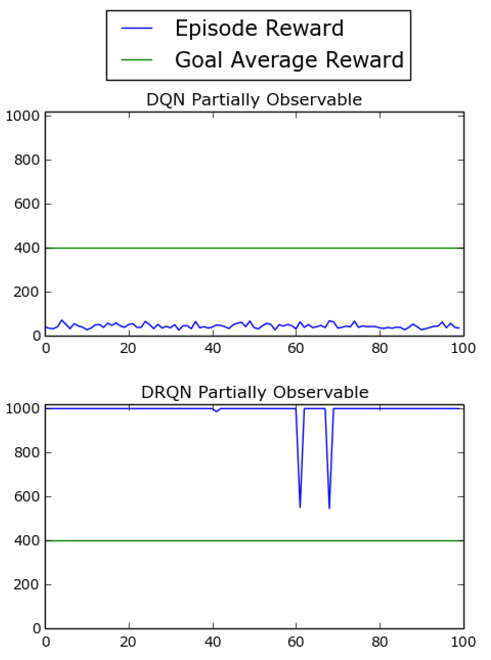 Episode Reward
Goal Average Reward
DQN Partially Observable
1000
800
600
400
200
0
0 20 40 60 80 100
DRQN Partially Observable
1000
800
600
400
200
0
0 20 40 60 80 100